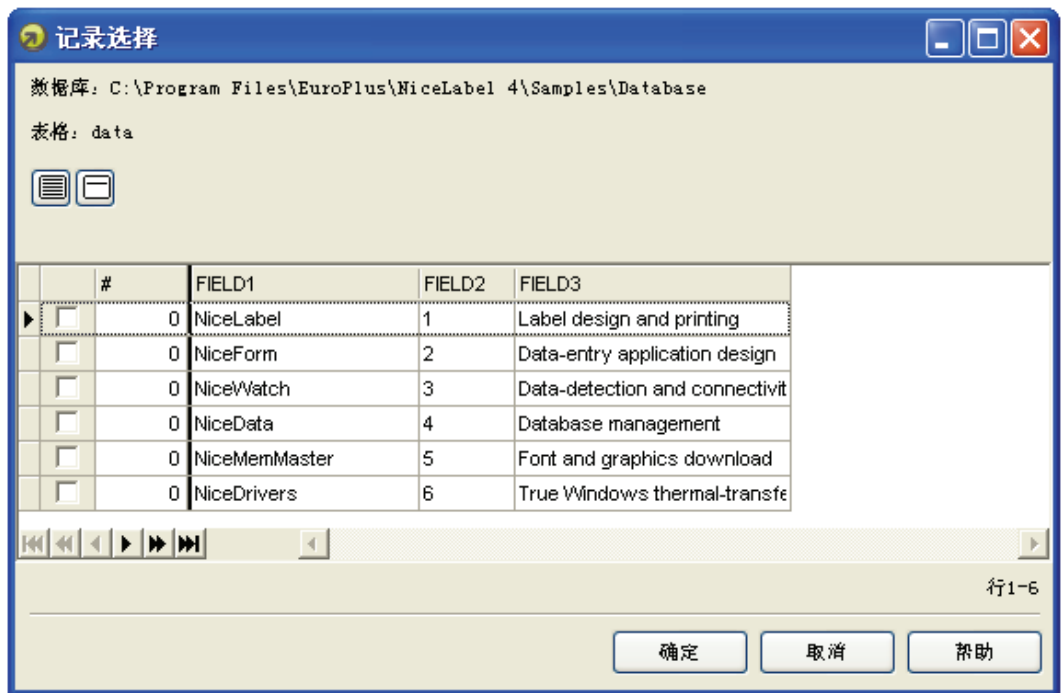 记录选择
数据库: C:\Program Files\EuroPlus\NiceLabel 4\Samples\Database
表格: data
# FIELD1 FIELD2 FIELD3
0 NiceLabel 1 Label design and printing
0 NiceForm 2 Data-entry application design
0 NiceWatch 3 Data-detection and connectivit
0 NiceData 4 Database management
0 NiceMemMaster 5 Font and graphics download
0 NiceDrivers 6 True Windows thermal-transfe
行1-6
确定 取消 帮助